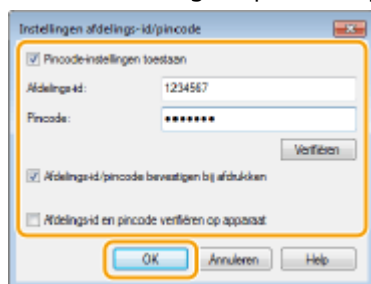 Instellingen afdelings-id/pincode
Pincode-instellingen toestaan
Afdelings-id: 1234567
Pincode: •••••••
Verifiëren
Afdelings-id/pincode bevestigen bij afdrukken
Afdelings-id en pincode verifiëren op apparaat
OK Annuleren Help